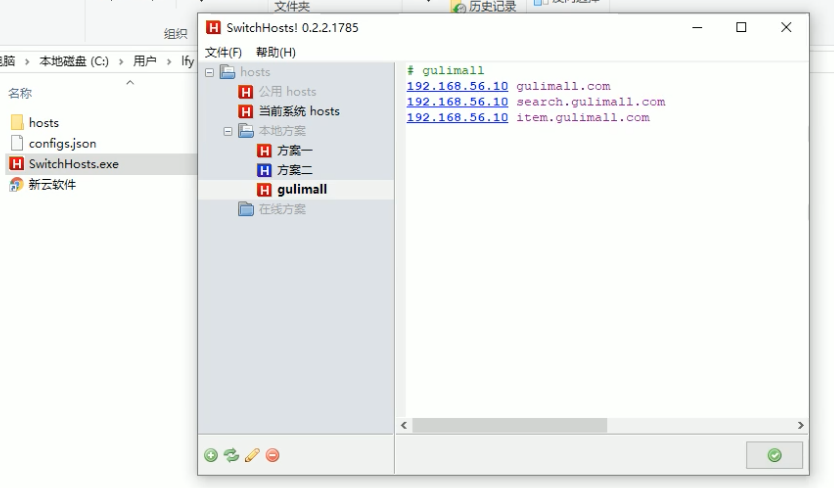 文件夹
历史记录
组织
SwitchHosts! 0.2.2.1785
文件(F) 帮助(H)
本地磁盘 (C:) › 用户 › lfy
名称
hosts
configs.json
SwitchHosts.exe
新云软件
hosts
公用 hosts
当前系统 hosts
本地方案
方案一
方案二
gulimall
在线方案
# gulimall
192.168.56.10 gulimall.com
192.168.56.10 search.gulimall.com
192.168.56.10 item.gulimall.com